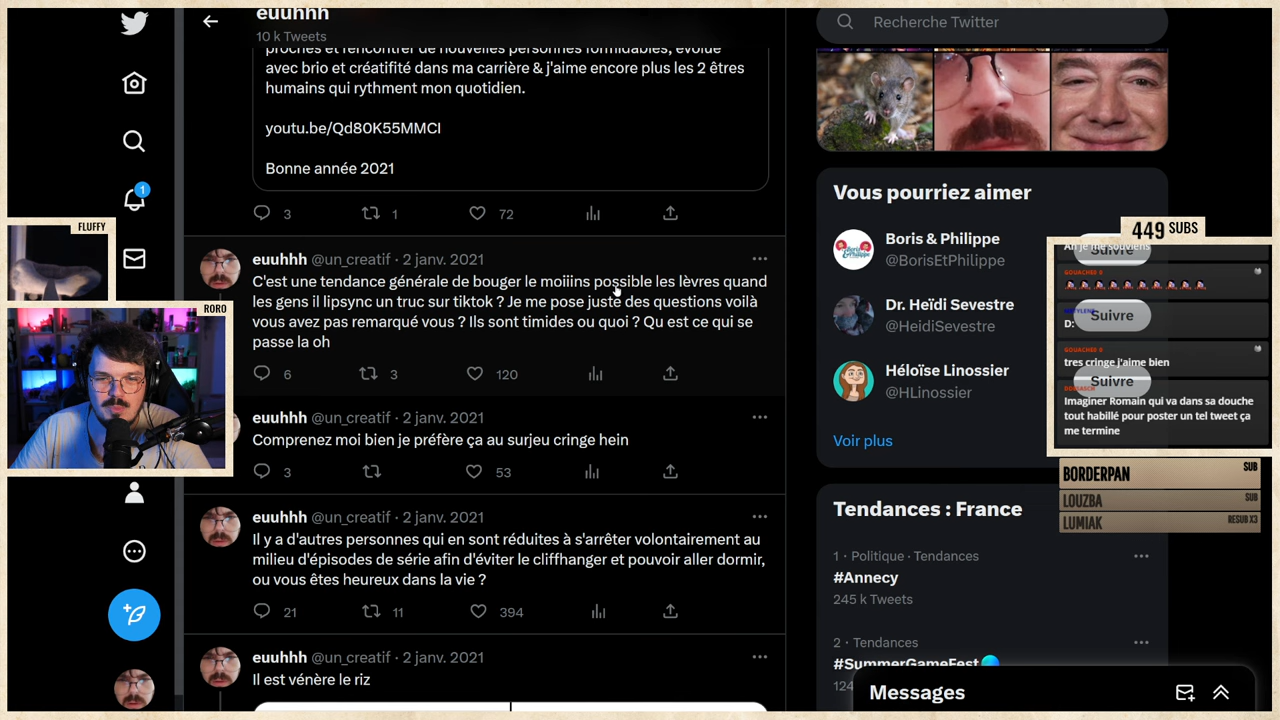 euuhhh
10 k Tweets
proches et rencontrer de nouvelles personnes formidables, évolué
avec brio et créatifité dans ma carrière & j'aime encore plus les 2 êtres
humains qui rythment mon quotidien.
youtu.be/Qd80K55MMCI
Bonne année 2021
3
1
72
euuhhh @un_creatif · 2 janv. 2021
C'est une tendance générale de bouger le moiiins possible les lèvres quand
les gens il lipsync un truc sur tiktok ? Je me pose juste des questions voilà
vous avez pas remarqué vous ? Ils sont timides ou quoi ? Qu est ce qui se
passe la oh
6
3
120
euuhhh @un_creatif · 2 janv. 2021
Comprenez moi bien je préfère ça au surjeu cringe hein
3
53
euuhhh @un_creatif · 2 janv. 2021
Il y a d'autres personnes qui en sont réduites à s'arrêter volontairement au
milieu d'épisodes de série afin d'éviter le cliffhanger et pouvoir aller dormir,
ou vous êtes heureux dans la vie ?
21
11
394
euuhhh @un_creatif · 2 janv. 2021
Il est vénère le riz
1
FLUFFY
RORO
Recherche Twitter
Vous pourriez aimer
Boris & Philippe
@BorisEtPhilippe
Suivre
Dr. Heïdi Sevestre
@HeidiSevestre
Suivre
Héloïse Linossier
@HLinossier
Suivre
Voir plus
Tendances : France
1 · Politique · Tendances
#Annecy
245 k Tweets
2 · Tendances
#SummerGameFest
124
Messages
449 SUBS
Ah je me souviens
D:
tres cringe j'aime bien
Imaginer Romain qui va dans sa douche
tout habillé pour poster un tel tweet ça
me termine
BORDERPAN SUB
LOUZBA SUB
LUMIAK RESUB X3